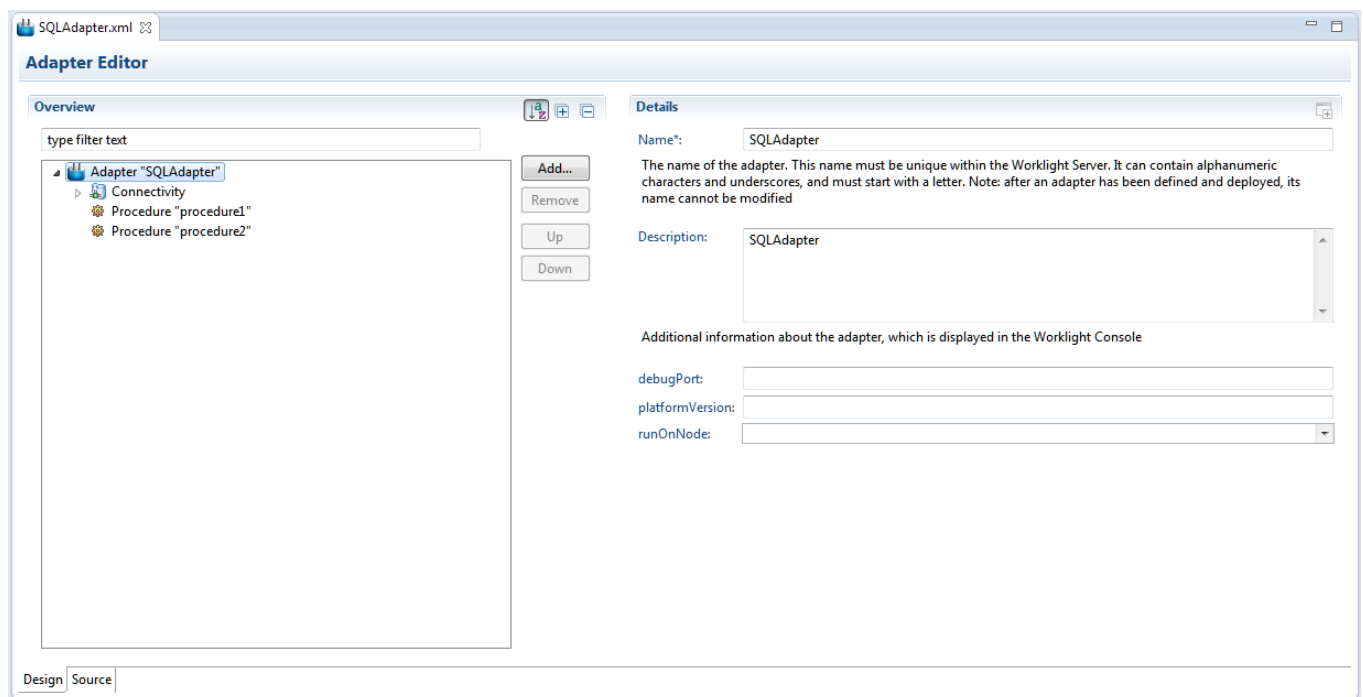 SQLAdapter.xml
Adapter Editor
Overview
type filter text
Adapter "SQLAdapter"
Connectivity
Procedure "procedure1"
Procedure "procedure2"
Add...
Remove
Up
Down
Details
Name*: SQLAdapter
The name of the adapter. This name must be unique within the Worklight Server. It can contain alphanumeric
characters and underscores, and must start with a letter. Note: after an adapter has been defined and deployed, its
name cannot be modified
Description: SQLAdapter
Additional information about the adapter, which is displayed in the Worklight Console
debugPort:
platformVersion:
runOnNode:
Design Source